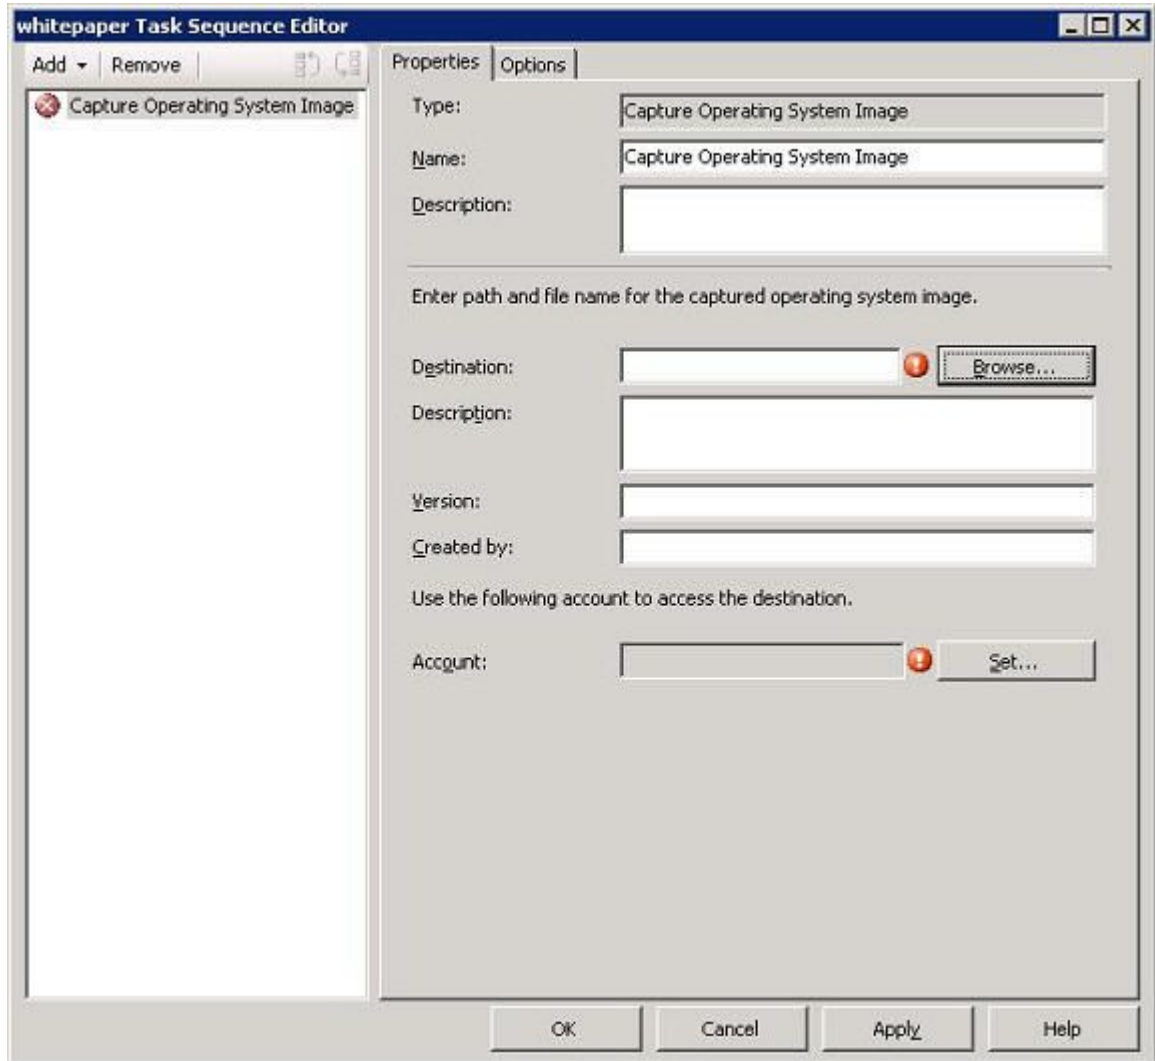 whitepaper Task Sequence Editor
Add Remove
Properties Options
Capture Operating System Image
Type: Capture Operating System Image
Name: Capture Operating System Image
Description:
Enter path and file name for the captured operating system image.
Destination: Browse...
Description:
Version:
Created by:
Use the following account to access the destination.
Account: Set...
OK Cancel Apply Help